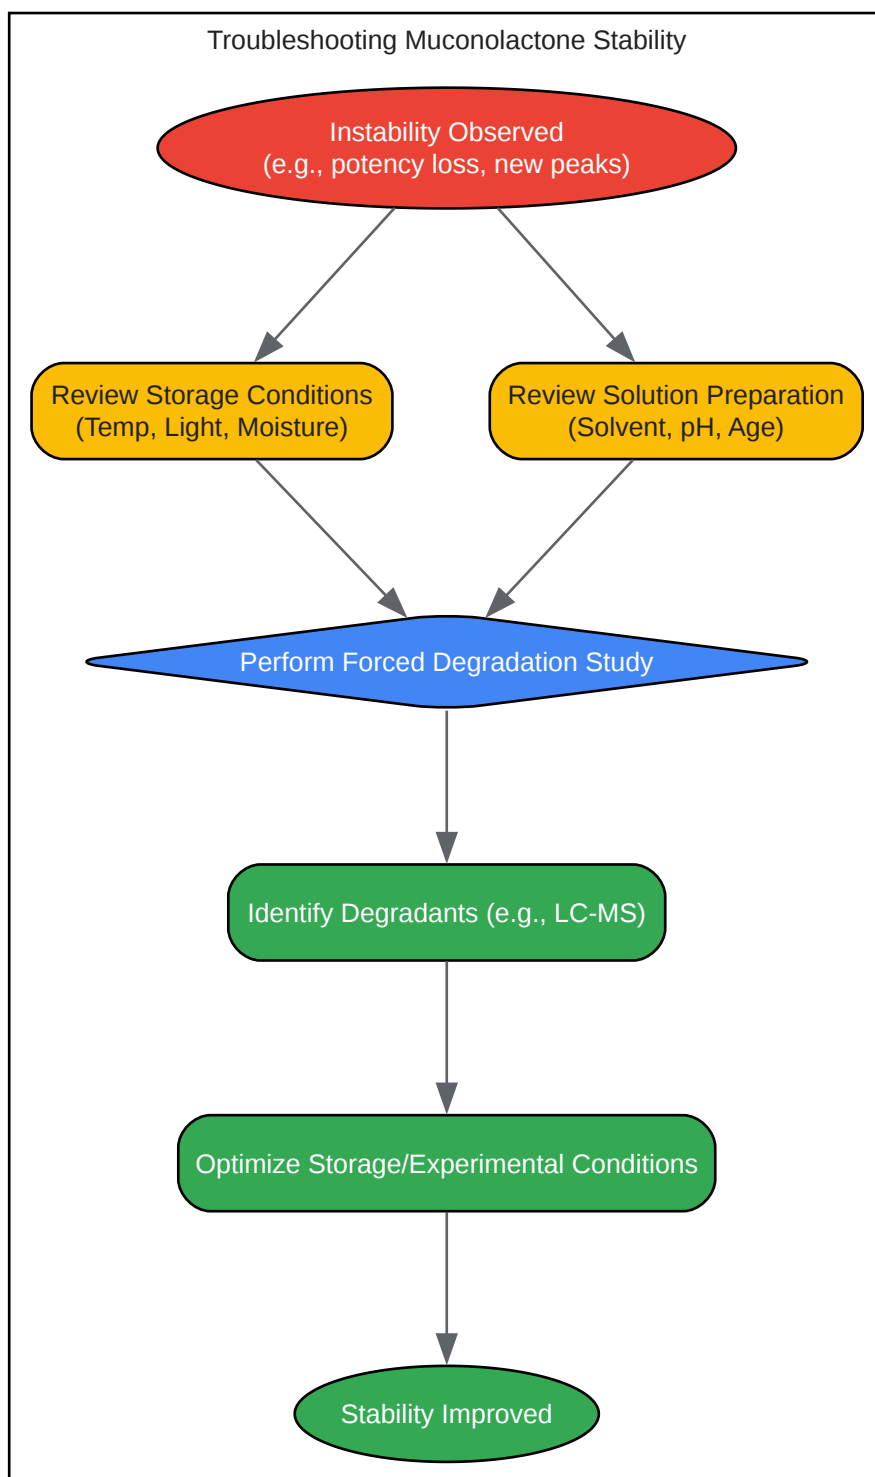 Troubleshooting Muconolactone Stability
Instability Observed
(e.g., potency loss, new peaks)
Review Storage Conditions
(Temp, Light, Moisture)
Review Solution Preparation
(Solvent, pH, Age)
Perform Forced Degradation Study
Identify Degradants (e.g., LC-MS)
Optimize Storage/Experimental Conditions
Stability Improved